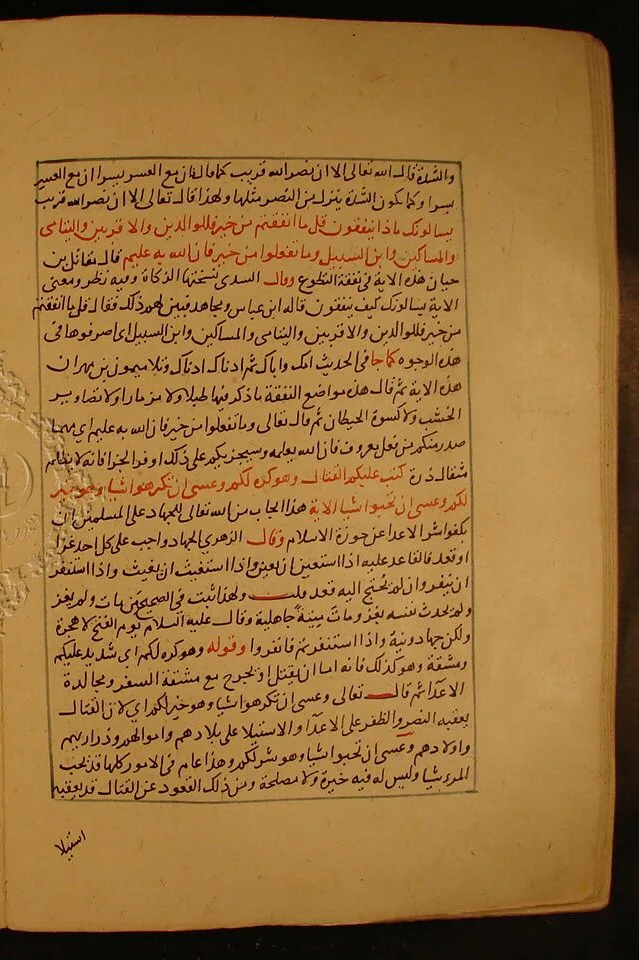 والشدة قال الله تعالى الا ان نصر الله قريب كما قال فان مع العسر يسرا ان مع العسر
يسرا وكما تكون الشدة ينزل من النصر مثلها ولهذا قال تعالى الا ان نصر الله قريب
يسالونك ماذا ينفقون قل ما انفقتم من خير فللوالدين والاقربين واليتامى
والمساكين وابن السبيل وما تفعلوا من خير فان الله به عليم قال مقاتل بن
حيان هذه الاية في نفقة التطوع وقال السدي نسختها الزكاة وفيه نظر ومعنى
الاية يسالونك كيف ينفقون قاله ابن عباس ومجاهد فبين لهم ذلك فقال قل ما انفقتم
من خير فللوالدين والاقربين واليتامى والمساكين وابن السبيل اي اصرفوها في
هذه الوجوه كما جا في الحديث امك واباك ثم ادناك ادناك وتلا ميمون بن مهران
هذه الاية ثم قال هذه مواضع النفقة ما ذكر فيها طبلا ولا مزمارا ولا تصاوير
الخشب ولا كسوة الحيطان ثم قال تعالى وما تفعلوا من خير فان الله به عليم اي مهما
صدر منكم من فعل معروف فان الله يعلمه وسيجزيكم على ذلك اوفر الجزا فانه لا يظلم
مثقال ذرة كتب عليكم القتال وهو كره لكم وعسى ان تكرهوا شيا وهو خير
لكم وعسى ان تحبوا شيا الاية هذا ايجاب من الله تعالى للجهاد على المسلمين ان
يكفوا شر الاعدا عن حوزة الاسلام وقال الزهري الجهاد واجب على كل احد غزا
او قعد فالقاعد عليه اذا استعين ان يعين واذا استغيث ان يغيث واذا استنفر
ان ينفر وان لم يحتج اليه قعد قلت ولهذا ثبت في الصحيح من مات ولم يغز
ولم يحدث نفسه بغزو مات ميتة جاهلية وقال عليه السلام يوم الفتح لا هجرة
ولكن جهاد ونية واذا استنفرتم فانفروا وقوله وهو كره لكم اي شديد عليكم
ومشقة وهو كذلك فانه اما ان يقتل او يجرح مع مشقة السفر ومجالدة
الاعدا ثم قال تعالى وعسى ان تكرهوا شيا وهو خير لكم اي لان القتال
يعقبه النصر والظفر على الاعدا والاستيلا على بلادهم واموالهم وذراريهم
واولادهم وعسى ان تحبوا شيا وهو شر لكم وهذا عام في الامور كلها قد يحب
المرء شيا وليس له فيه خيرة ولا مصلحة ومن ذلك القعود عن القتال قد يعقبه
استيلا